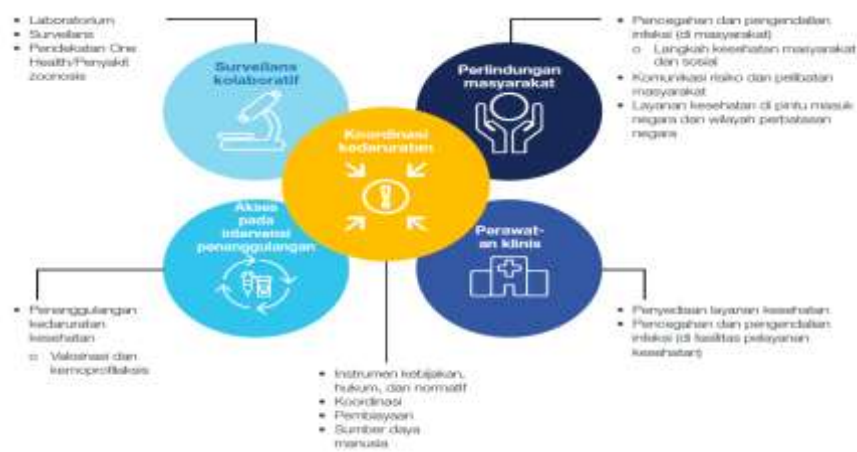 • Laboratorium
• Surveilans
• Pendekatan One
Health/Penyakit
zoonosis
Surveilans
kolaboratif
Perlindungan
masyarakat
• Pencegahan dan pengendalian
infeksi (di masyarakat)
o Langkah kesehatan masyarakat
dan sosial
• Komunikasi risiko dan pelibatan
masyarakat
• Layanan kesehatan di pintu masuk
negara dan wilayah perbatasan
negara
Koordinasi
kedaruratan
Akses
pada
intervensi
penanggulangan
Perawat-
an klinis
• Penanggulangan
kedaruratan
kesehatan
o Vaksinasi dan
kemoprofilaksis
• Instrumen kebijakan,
hukum, dan normatif
• Koordinasi
• Pembiayaan
• Sumber daya
manusia
• Penyediaan layanan kesehatan
• Pencegahan dan pengendalian
infeksi (di fasilitas pelayanan
kesehatan)